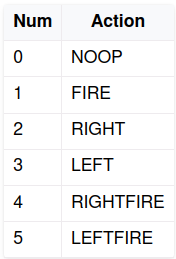 Num Action
0 NOOP
1 FIRE
2 RIGHT
3 LEFT
4 RIGHTFIRE
5 LEFTFIRE